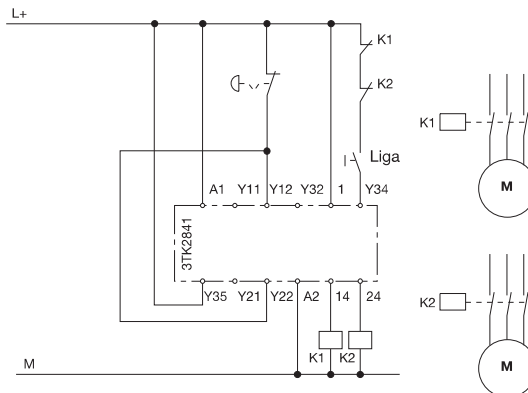 L+
K1
K2
Liga
A1 Y11 Y12 Y32 1 Y34
3TK2841
Y35 Y21 Y22 A2 14 24
K1 K2
M
K1
M
K2
M